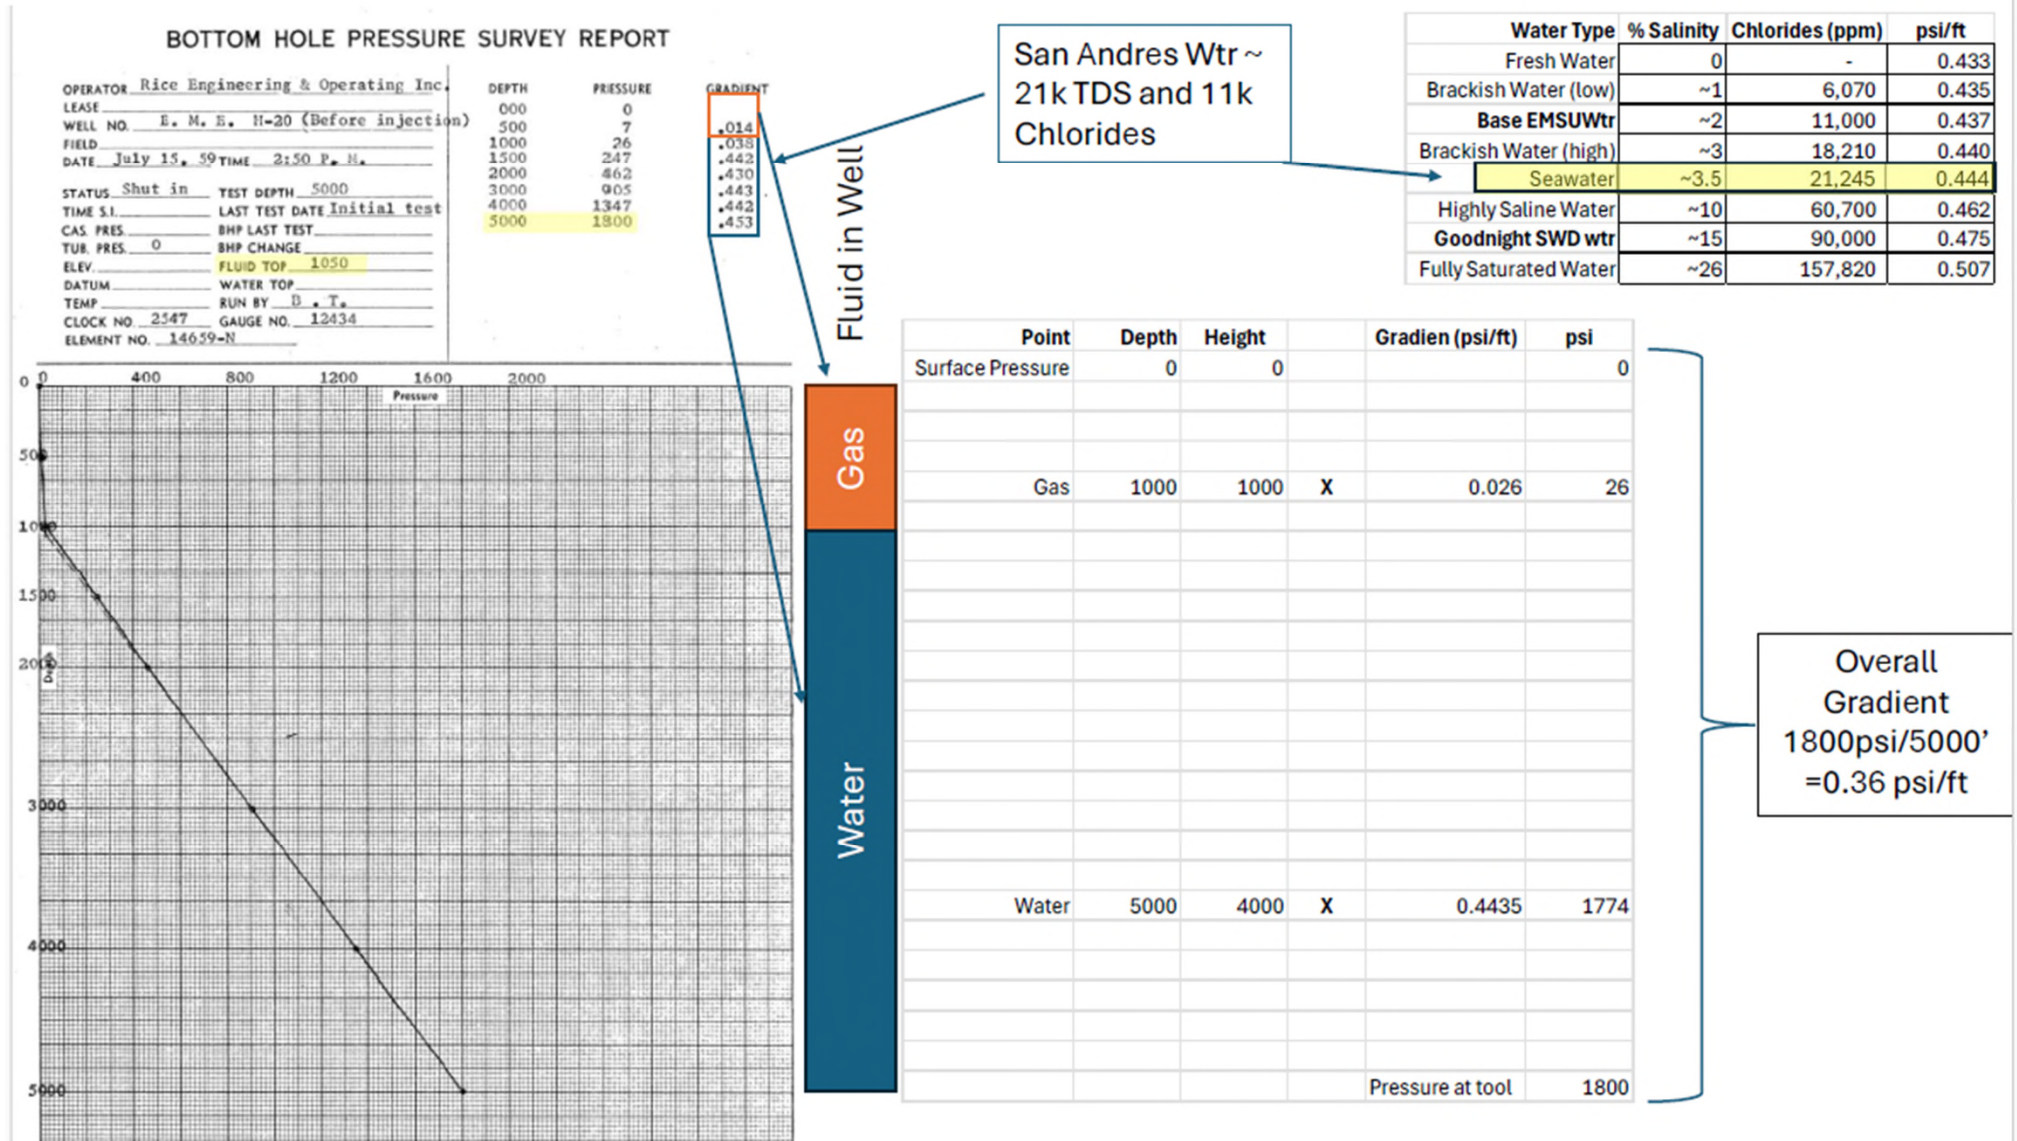 BOTTOM HOLE PRESSURE SURVEY REPORT
OPERATOR Rice Engineering & Operating Inc.
LEASE
WELL NO. E. M. E. H-20 (Before injection)
FIELD
DATE July 15, 59 TIME 2:50 P. M.
STATUS Shut in TEST DEPTH 5000
TIME S.I. LAST TEST DATE Initial test
CAS. PRES. BHP LAST TEST
TUB. PRES. 0 BHP CHANGE
ELEV. FLUID TOP 1050
DATUM WATER TOP
TEMP RUN BY B . T.
CLOCK NO. 2547 GAUGE NO. 12434
ELEMENT NO. 14659-N
DEPTH PRESSURE GRADIENT
000 0
500 7 .014
1000 26 .038
1500 247 .442
2000 462 .430
3000 905 .443
4000 1347 .442
5000 1800 .453
San Andres Wtr ~
21k TDS and 11k
Chlorides
Water Type % Salinity Chlorides (ppm) psi/ft
Fresh Water 0 - 0.433
Brackish Water (low) ~1 6,070 0.435
Base EMSUWtr ~2 11,000 0.437
Brackish Water (high) ~3 18,210 0.440
Seawater ~3.5 21,245 0.444
Highly Saline Water ~10 60,700 0.462
Goodnight SWD wtr ~15 90,000 0.475
Fully Saturated Water ~26 157,820 0.507
Fluid in Well
Gas
Water
0 0 400 800 1200 1600 2000
Pressure
500
1000
1500
2000
Depth
3000
4000
5000
Point Depth Height Gradien (psi/ft) psi
Surface Pressure 0 0 0
Gas 1000 1000 X 0.026 26
Water 5000 4000 X 0.4435 1774
Pressure at tool 1800
Overall
Gradient
1800psi/5000’
=0.36 psi/ft